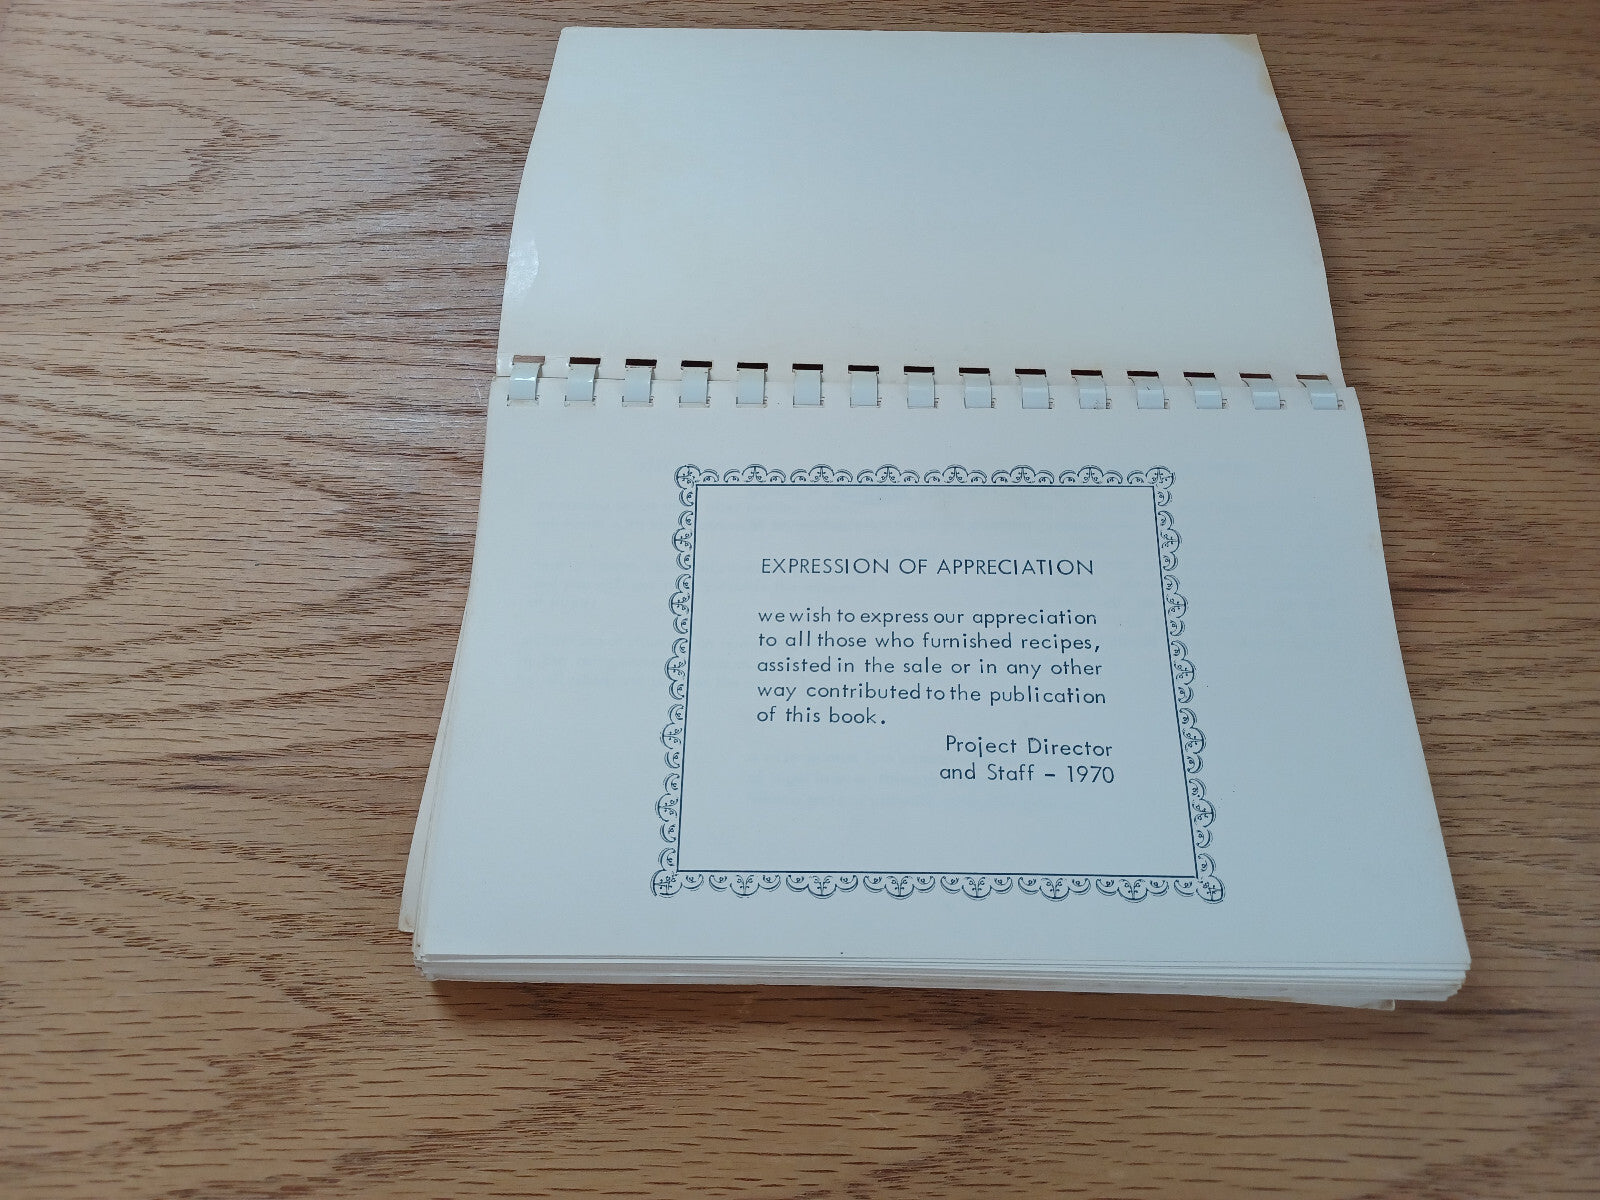 EXPRESSION OF APPRECIATION
we wish to express our appreciation
to all those who furnished recipes,
assisted in the sale or in any other
way contributed to the publication
of this book.
Project Director
and Staff – 1970